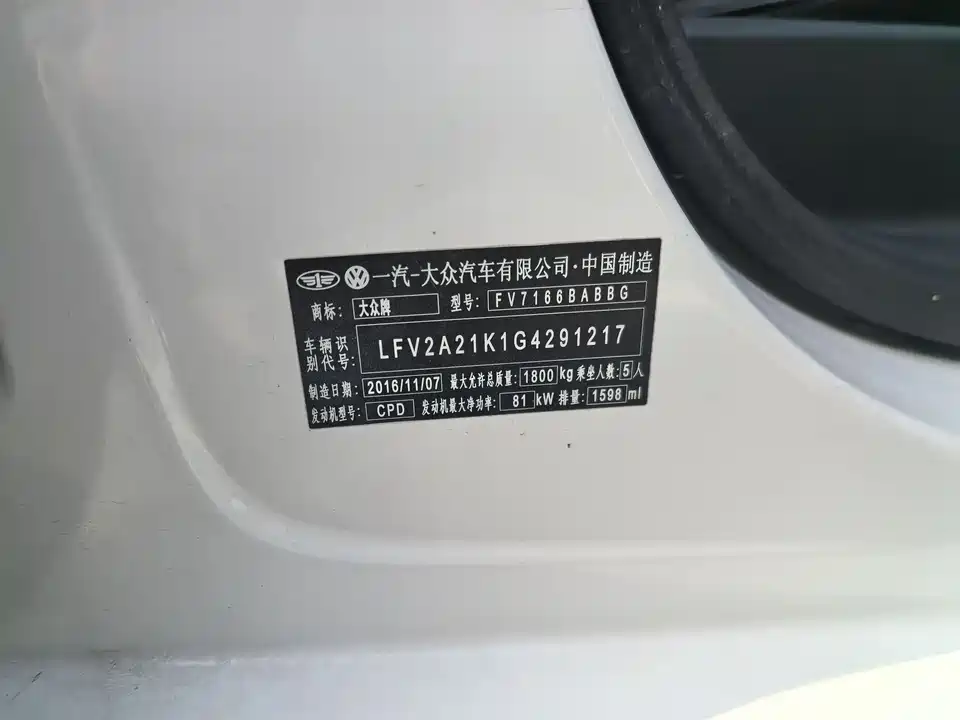 一汽-大众汽车有限公司·中国制造
商标: 大众牌 型号: FV7166BABBG
车辆识别代号: LFV2A21K1G4291217
制造日期: 2016/11/07 最大允许总质量: 1800 kg 乘坐人数: 5 人
发动机型号: CPD 发动机最大净功率: 81 kW 排量: 1598 ml